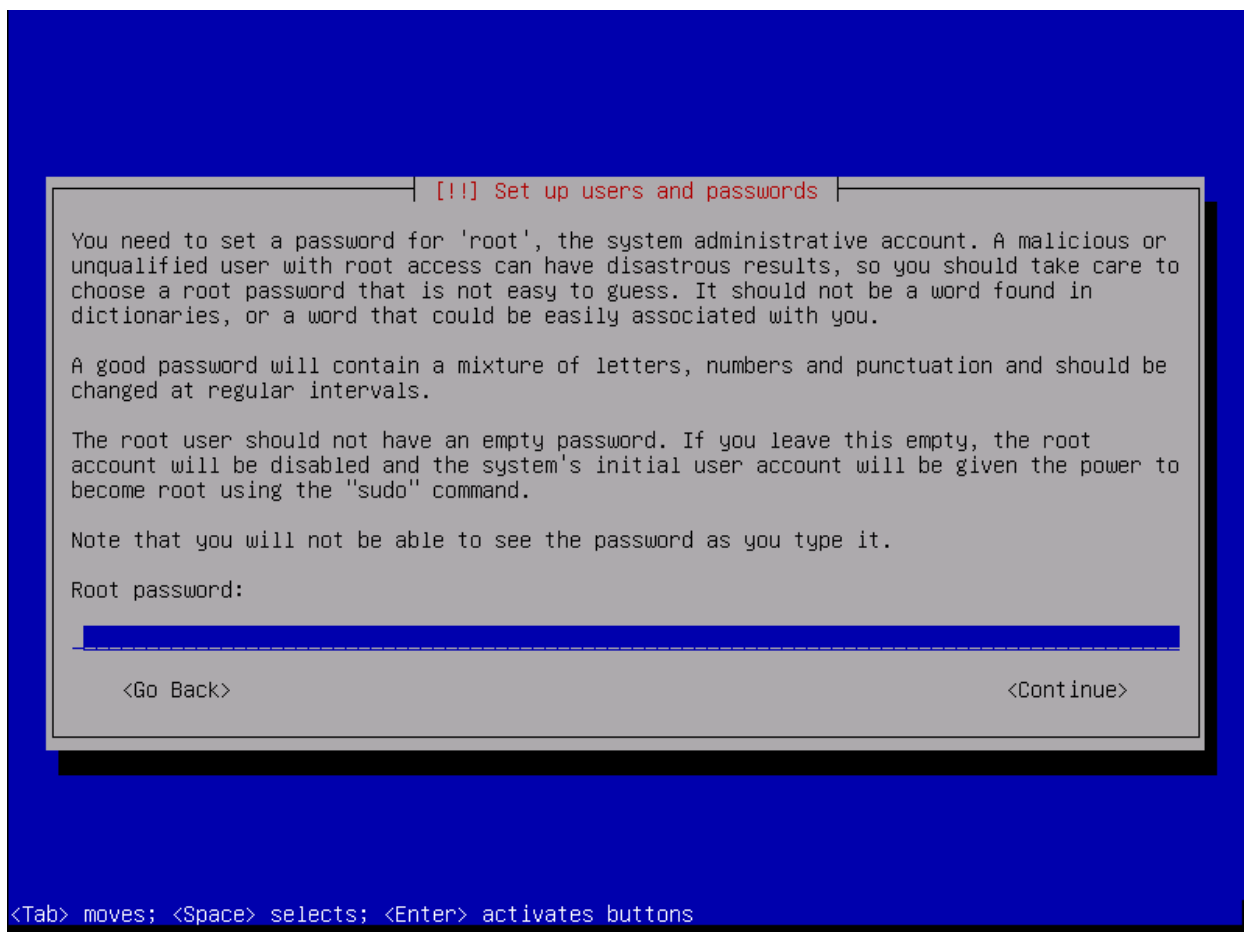 [!!] Set up users and passwords
You need to set a password for 'root', the system administrative account. A malicious or
unqualified user with root access can have disastrous results, so you should take care to
choose a root password that is not easy to guess. It should not be a word found in
dictionaries, or a word that could be easily associated with you.
A good password will contain a mixture of letters, numbers and punctuation and should be
changed at regular intervals.
The root user should not have an empty password. If you leave this empty, the root
account will be disabled and the system's initial user account will be given the power to
become root using the "sudo" command.
Note that you will not be able to see the password as you type it.
Root password:
<Go Back> <Continue>
<Tab> moves; <Space> selects; <Enter> activates buttons